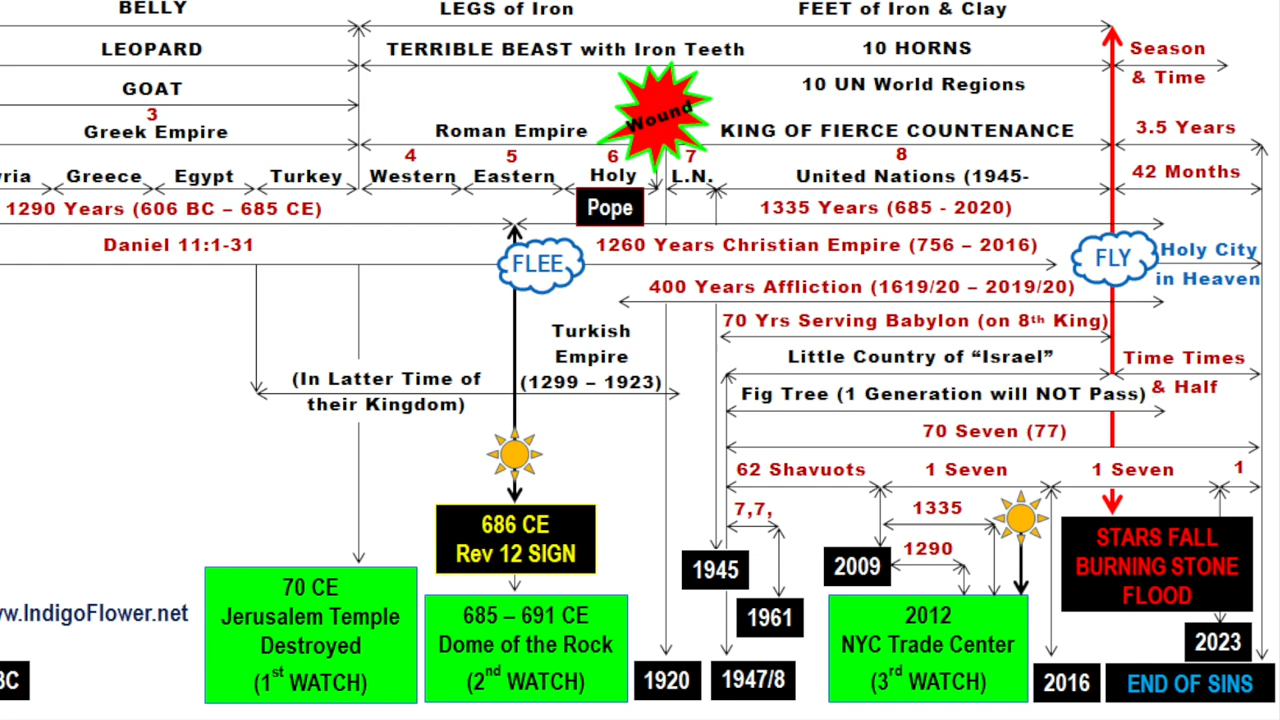 BELLY
LEGS of Iron
FEET of Iron & Clay
LEOPARD
TERRIBLE BEAST with Iron Teeth
10 HORNS
Season
& Time
GOAT
10 UN World Regions
3
Greek Empire
Roman Empire
Wound
KING OF FIERCE COUNTENANCE
3.5 Years
4
5
6
7
8
ria
Greece
Egypt
Turkey
Western
Eastern
Holy
L.N.
United Nations (1945-
42 Months
1290 Years (606 BC – 685 CE)
Pope
1335 Years (685 - 2020)
Daniel 11:1-31
FLEE
1260 Years Christian Empire (756 – 2016)
FLY
Holy City
in Heaven
400 Years Affliction (1619/20 – 2019/20)
70 Yrs Serving Babylon (on 8th King)
Turkish
Empire
(1299 – 1923)
Little Country of “Israel”
Time Times
& Half
(In Latter Time of
their Kingdom)
Fig Tree (1 Generation will NOT Pass)
70 Seven (77)
62 Shavuots
1 Seven
1 Seven
1
7,7,
1335
1290
686 CE
Rev 12 SIGN
STARS FALL
BURNING STONE
FLOOD
1945
2009
1961
ww.IndigoFlower.net
70 CE
Jerusalem Temple
Destroyed
(1st WATCH)
685 – 691 CE
Dome of the Rock
(2nd WATCH)
2012
NYC Trade Center
(3rd WATCH)
2023
BC
1920
1947/8
2016
END OF SINS